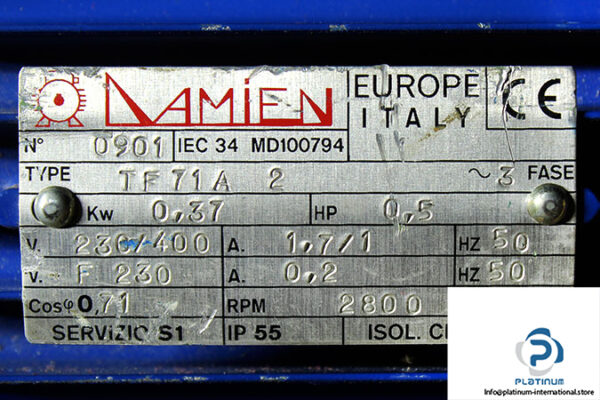 DAMIEN
EUROPE
ITALY
CE
N° 0901 IEC 34 MD100794
TYPE TF71A 2 ~3 FASE
Kw 0,37 HP 0,5
V. 230/400 A. 1,7/1 HZ 50
V. F 230 A. 0,2 HZ 50
Cosφ 0,71 RPM 2800
SERVIZIO S1 IP 55 ISOL. Cl
PLATINUM
Info@platinum-international.store